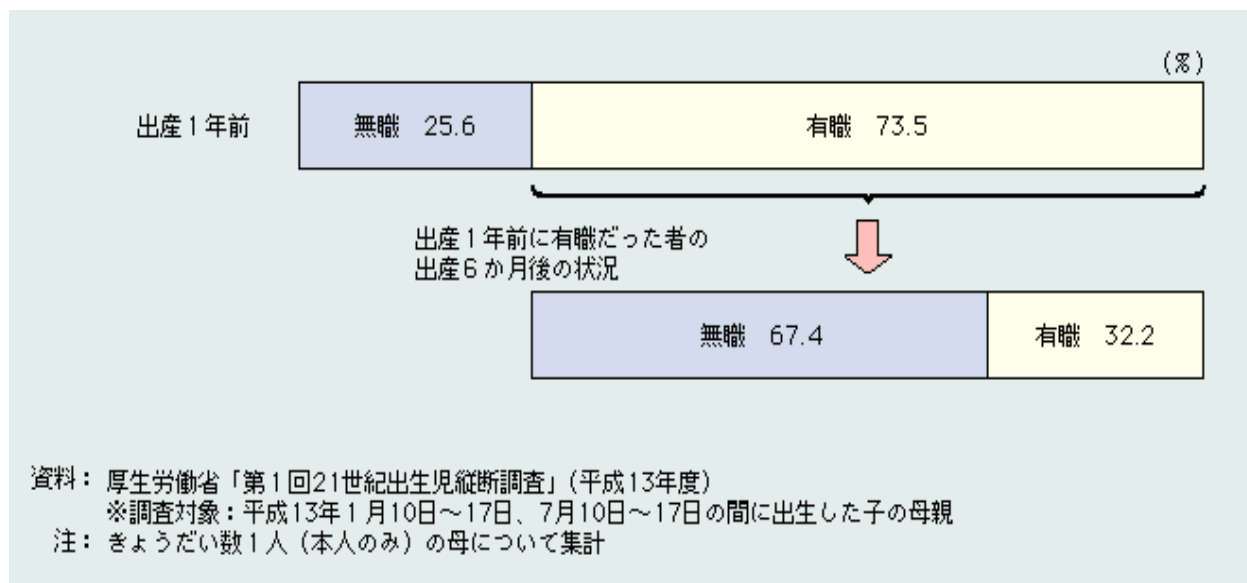 (%)
出産1年前
無職 25.6
有職 73.5
出産1年前に有職だった者の
出産6か月後の状況
無職 67.4
有職 32.2
資料：厚生労働省「第1回21世紀出生児縦断調査」(平成13年度)
※調査対象：平成13年1月10日〜17日、7月10日〜17日の間に出生した子の母親
注：きょうだい数1人（本人のみ）の母について集計